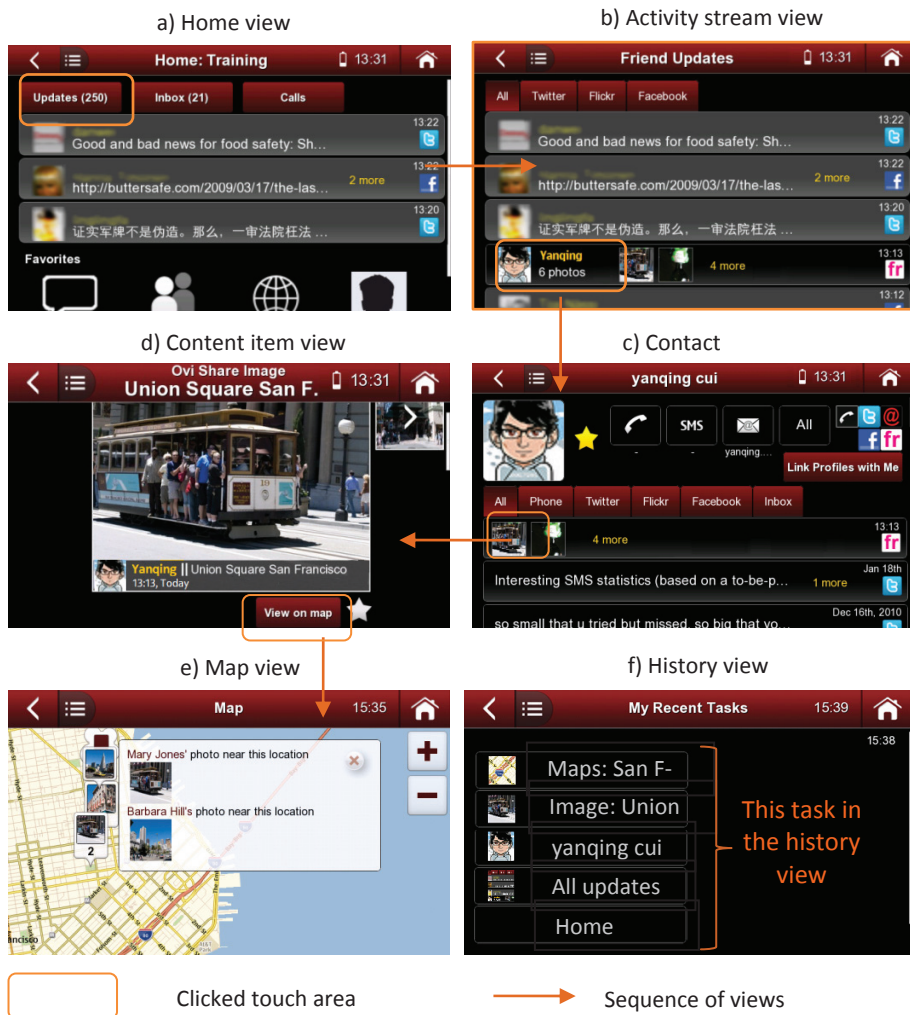 a) Home view
Home: Training
13:31
Updates (250)
Inbox (21)
Calls
13:22
Good and bad news for food safety: Sh...
13:22
http://buttersafe.com/2009/03/17/the-las...
2 more
13:20
证实军牌不是伪造。那么，一审法院枉法 ...
Favorites
b) Activity stream view
Friend Updates
13:31
All
Twitter
Flickr
Facebook
13:22
Good and bad news for food safety: Sh...
13:22
http://buttersafe.com/2009/03/17/the-las...
2 more
13:20
证实军牌不是伪造。那么，一审法院枉法 ...
Yanqing
6 photos
4 more
13:13
fr
13:12
d) Content item view
Ovi Share Image
Union Square San F.
13:31
Yanqing || Union Square San Francisco
13:13, Today
View on map
c) Contact
yanqing cui
13:31
SMS
All
yanqing....
fr
Link Profiles with Me
All
Phone
Twitter
Flickr
Facebook
Inbox
4 more
13:13
fr
Jan 18th
Interesting SMS statistics (based on a to-be-p...
1 more
Dec 16th, 2010
so small that u tried but missed, so big that yo...
e) Map view
Map
15:35
Mary Jones' photo near this location
Barbara Hill's photo near this location
2
f) History view
My Recent Tasks
15:39
15:38
Maps: San F-
Image: Union
yanqing cui
All updates
Home
This task in
the history
view
Clicked touch area
Sequence of views